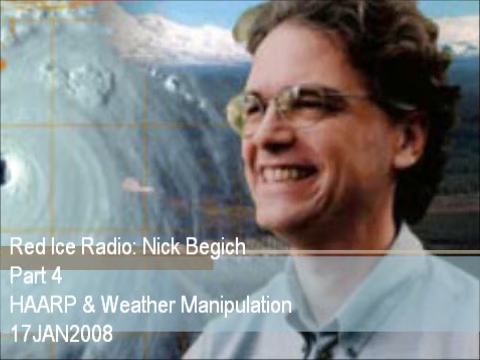 Red Ice Radio: Nick Begich
Part 4
HAARP & Weather Manipulation
17JAN2008